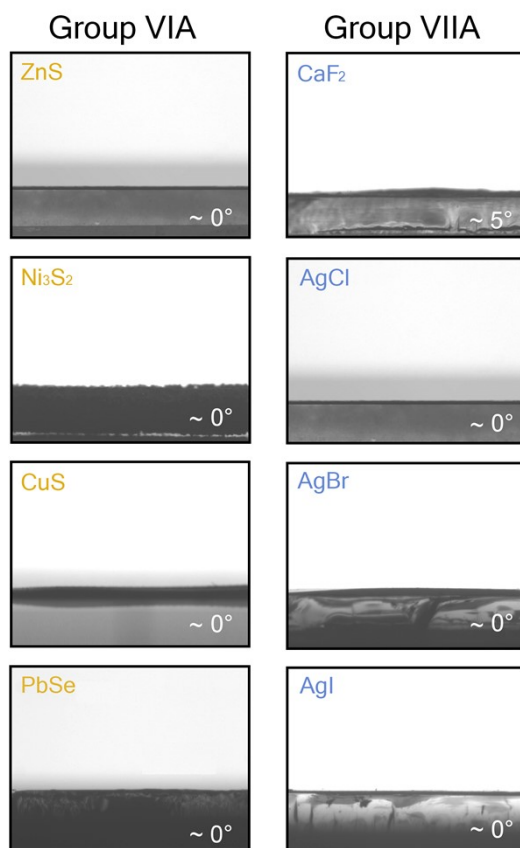 Group VIA
Group VIIA
ZnS
~ 0°
CaF₂
~ 5°
Ni₃S₂
~ 0°
AgCl
~ 0°
CuS
~ 0°
AgBr
~ 0°
PbSe
~ 0°
AgI
~ 0°